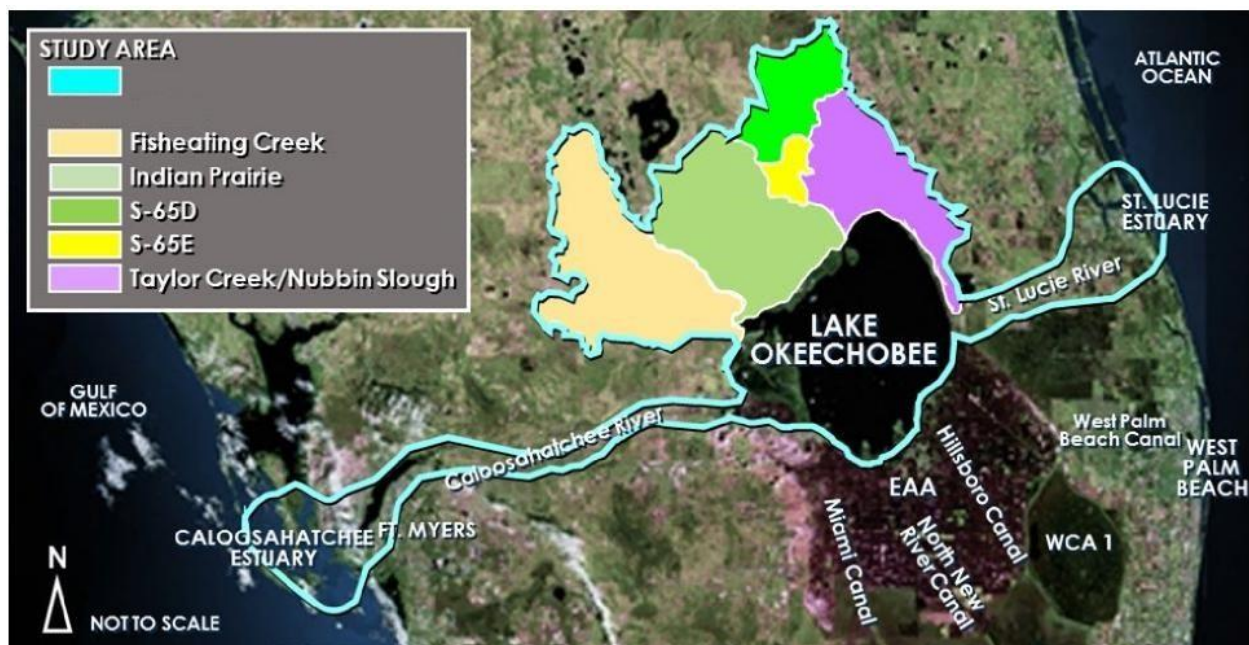 STUDY AREA
Fisheating Creek
Indian Prairie
S-65D
S-65E
Taylor Creek/Nubbin Slough
ATLANTIC
OCEAN
ST. LUCIE
ESTUARY
St. Lucie River
LAKE
OKEECHOBEE
GULF
OF MEXICO
Caloosahatchee River
West Palm
Beach Canal
WEST
PALM
BEACH
Hillsboro Canal
EAA
CALOOSAHATCHEE
ESTUARY
FT. MYERS
Miami Canal
North New
River Canal
WCA 1
N
NOT TO SCALE